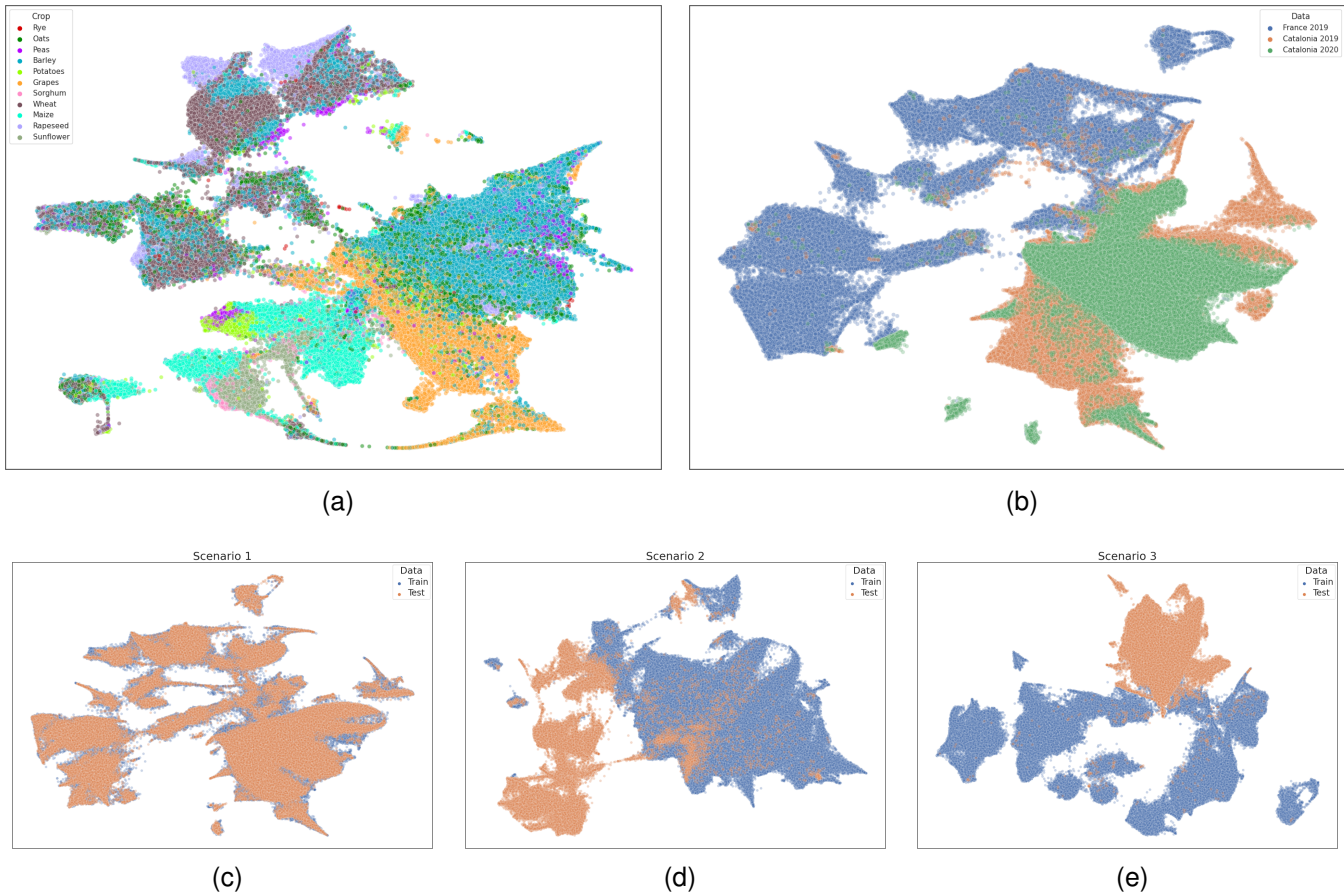 Crop
Rye
Oats
Peas
Barley
Potatoes
Grapes
Sorghum
Wheat
Maize
Rapeseed
Sunflower
(a)
Data
France 2019
Catalonia 2019
Catalonia 2020
(b)
Scenario 1
Data
Train
Test
(c)
Scenario 2
Data
Train
Test
(d)
Scenario 3
Data
Train
Test
(e)